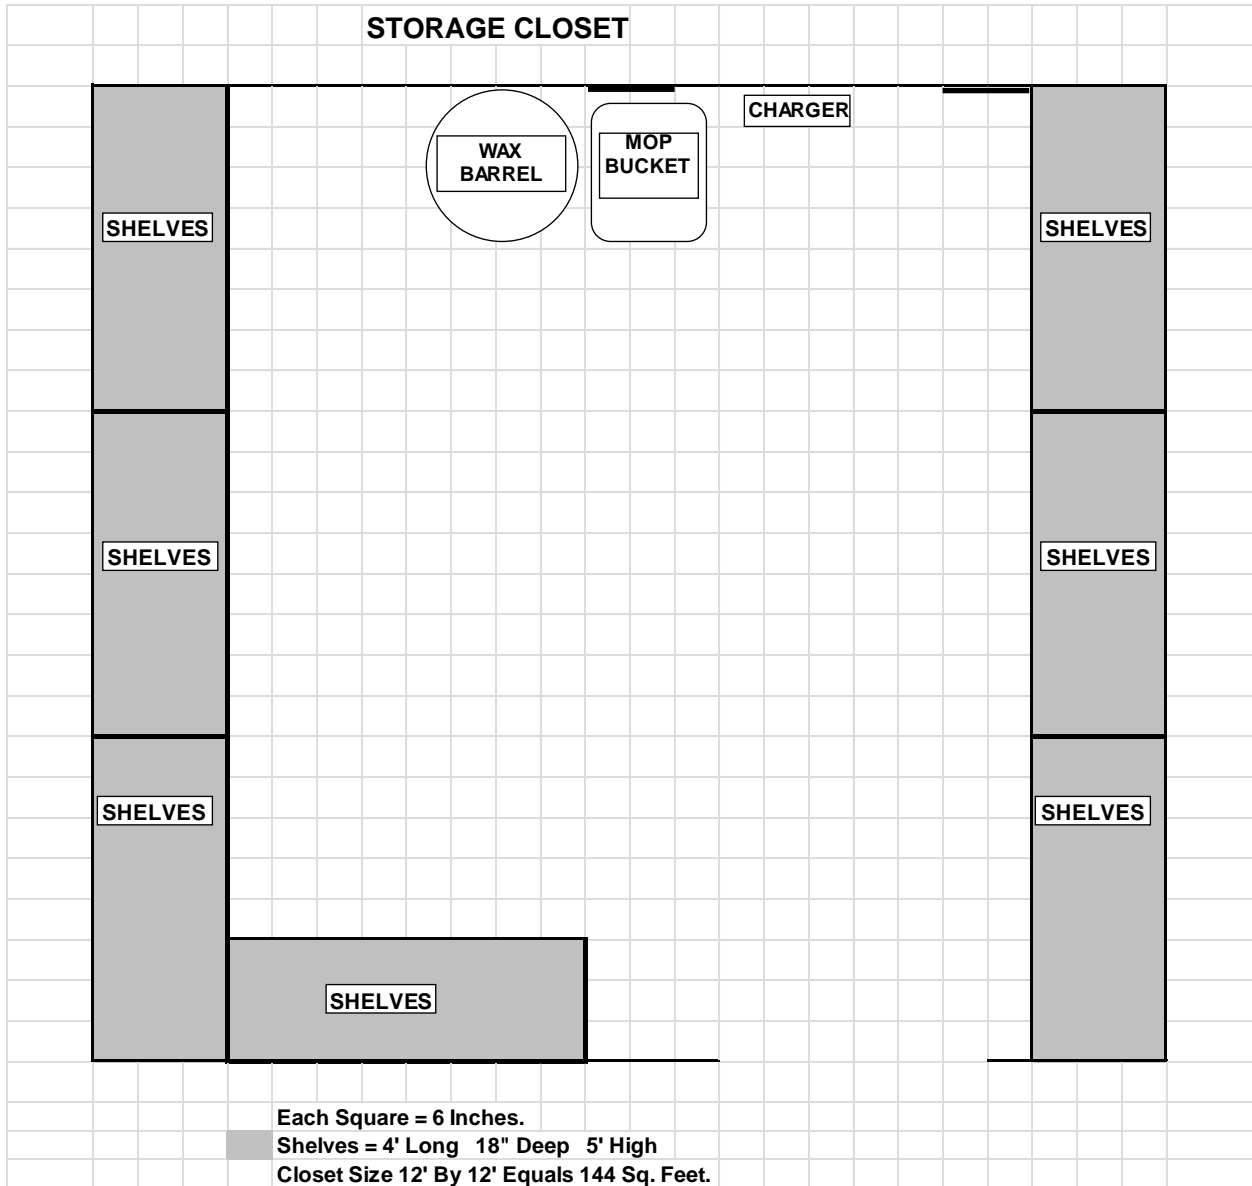 STORAGE CLOSET
CHARGER
WAX
BARREL
MOP
BUCKET
SHELVES
SHELVES
SHELVES
SHELVES
SHELVES
SHELVES
SHELVES
Each Square = 6 Inches.
Shelves = 4' Long 18" Deep 5' High
Closet Size 12' By 12' Equals 144 Sq. Feet.